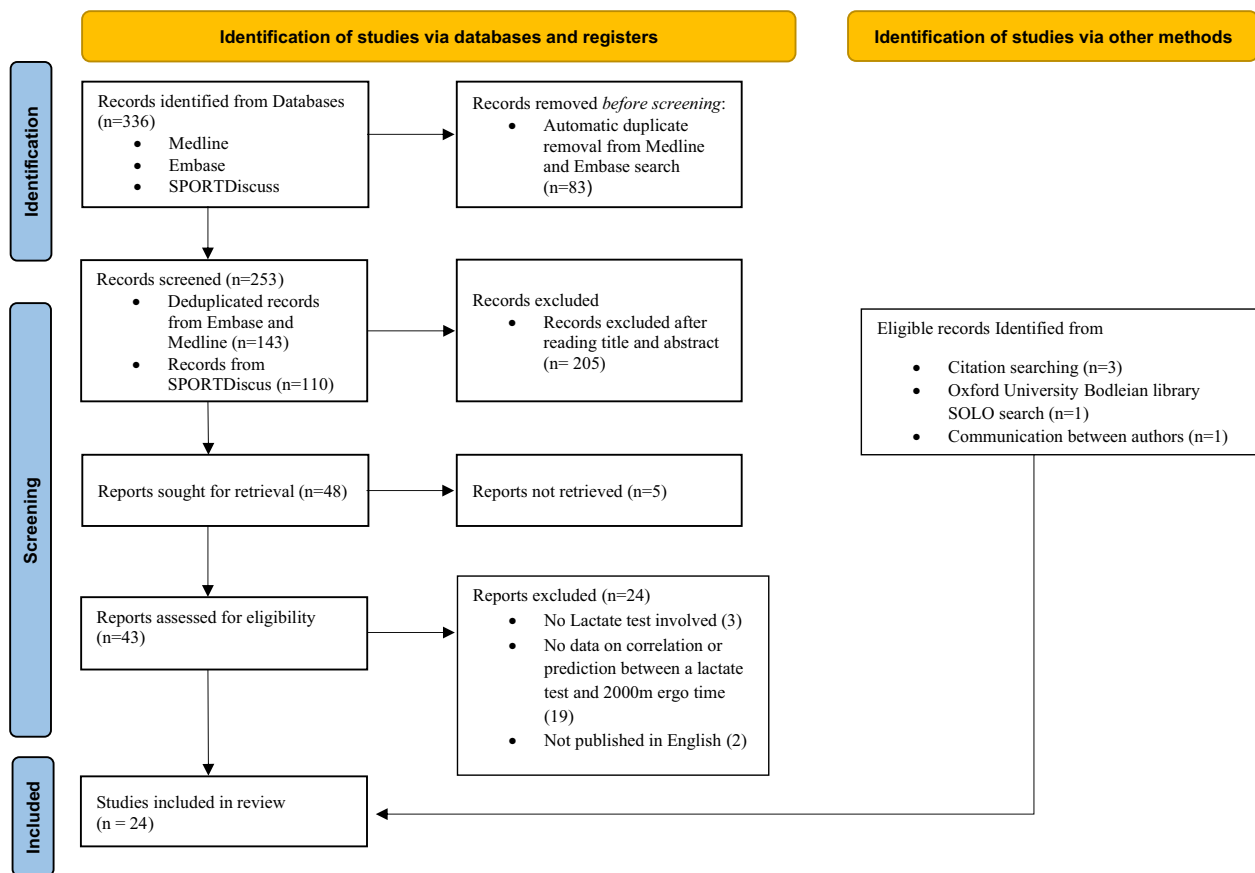 Identification of studies via databases and registers
Identification of studies via other methods
Identification
Records identified from Databases
(n=336)
• Medline
• Embase
• SPORTDiscuss
Records removed before screening:
• Automatic duplicate
removal from Medline
and Embase search
(n=83)
Screening
Records screened (n=253)
• Deduplicated records
from Embase and
Medline (n=143)
• Records from
SPORTDiscus (n=110)
Records excluded
• Records excluded after
reading title and abstract
(n= 205)
Eligible records Identified from
• Citation searching (n=3)
• Oxford University Bodleian library
SOLO search (n=1)
• Communication between authors (n=1)
Reports sought for retrieval (n=48)
Reports not retrieved (n=5)
Reports assessed for eligibility
(n=43)
Reports excluded (n=24)
• No Lactate test involved (3)
• No data on correlation or
prediction between a lactate
test and 2000m ergo time
(19)
• Not published in English (2)
Included
Studies included in review
(n = 24)